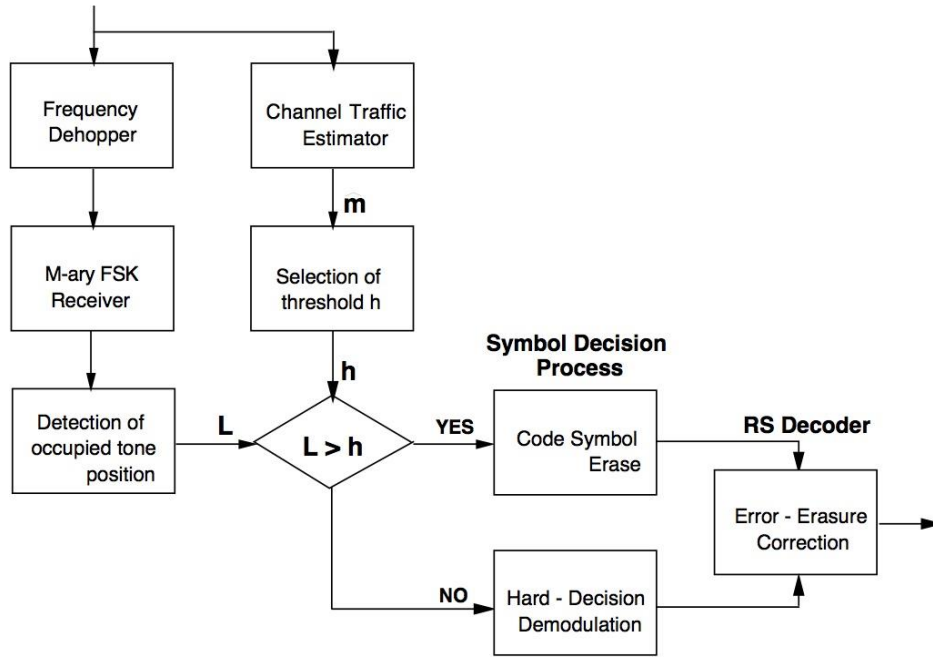 Frequency
Dehopper
Channel Traffic
Estimator
m
M-ary FSK
Receiver
Selection of
threshold h
h
Symbol Decision
Process
Detection of
occupied tone
position
L
L > h
YES
Code Symbol
Erase
RS Decoder
Error - Erasure
Correction
NO
Hard - Decision
Demodulation